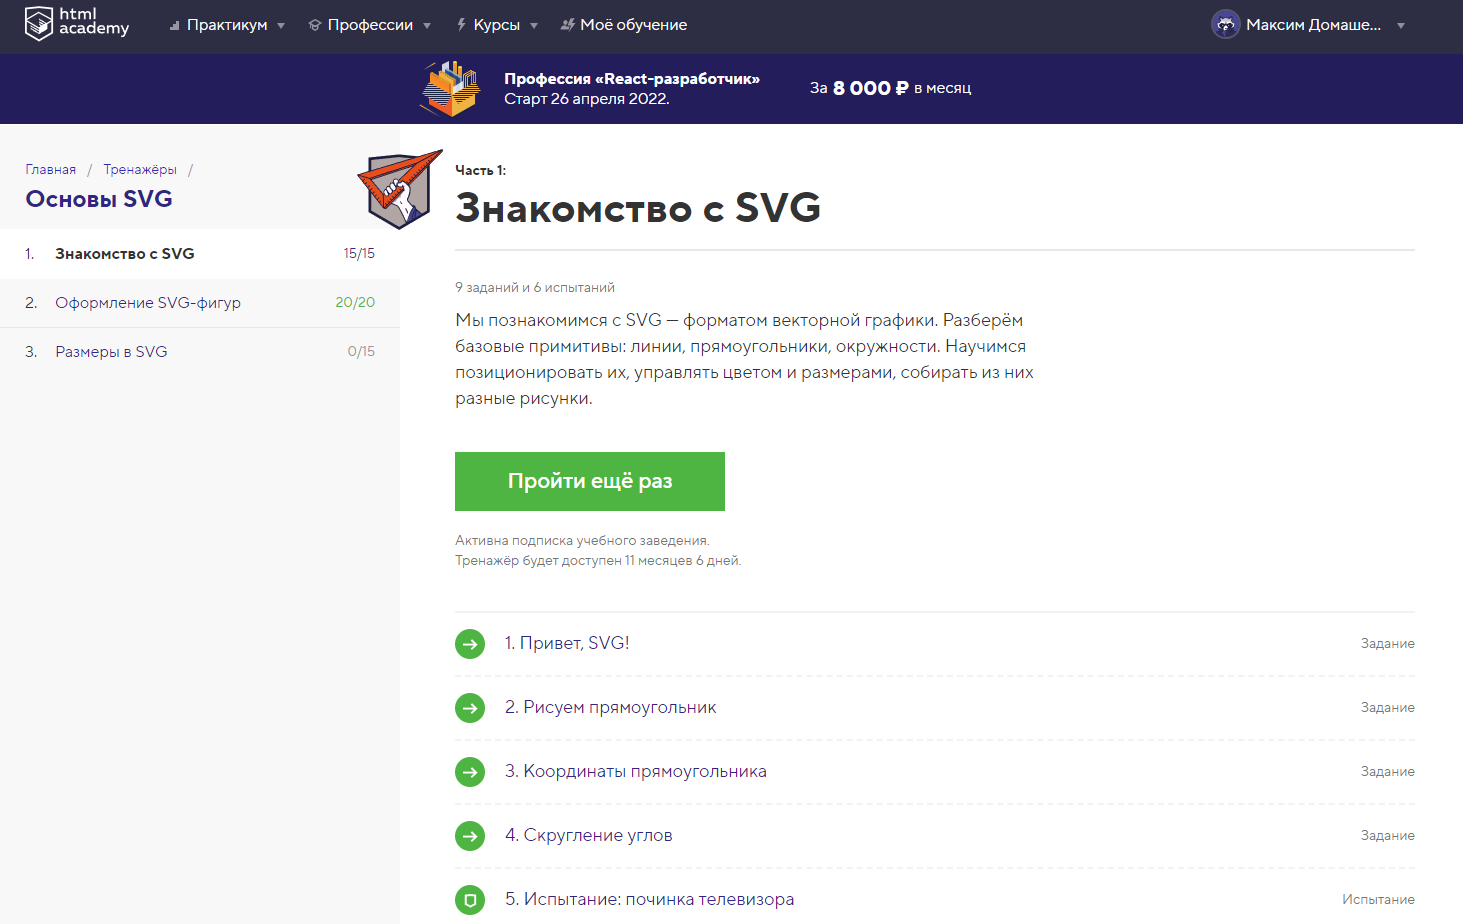 html
academy
Практикум
Профессии
Курсы
Моё обучение
Максим Домаше...
Профессия «React-разработчик»
Старт 26 апреля 2022.
За 8 000 ₽ в месяц
Главная / Тренажёры /
Основы SVG
1. Знакомство с SVG 15/15
2. Оформление SVG-фигур 20/20
3. Размеры в SVG 0/15
Часть 1:
Знакомство с SVG
9 заданий и 6 испытаний
Мы познакомимся с SVG — форматом векторной графики. Разберём
базовые примитивы: линии, прямоугольники, окружности. Научимся
позиционировать их, управлять цветом и размерами, собирать из них
разные рисунки.
Пройти ещё раз
Активна подписка учебного заведения.
Тренажёр будет доступен 11 месяцев 6 дней.
1. Привет, SVG! Задание
2. Рисуем прямоугольник Задание
3. Координаты прямоугольника Задание
4. Скругление углов Задание
5. Испытание: починка телевизора Испытание